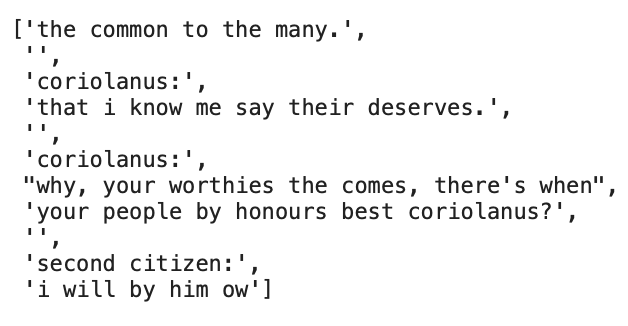 ['the common to the many.',
'',
'coriolanus:',
'that i know me say their deserves.',
'',
'coriolanus:',
"why, your worthies the comes, there's when",
'your people by honours best coriolanus?',
'',
'second citizen:',
'i will by him ow']